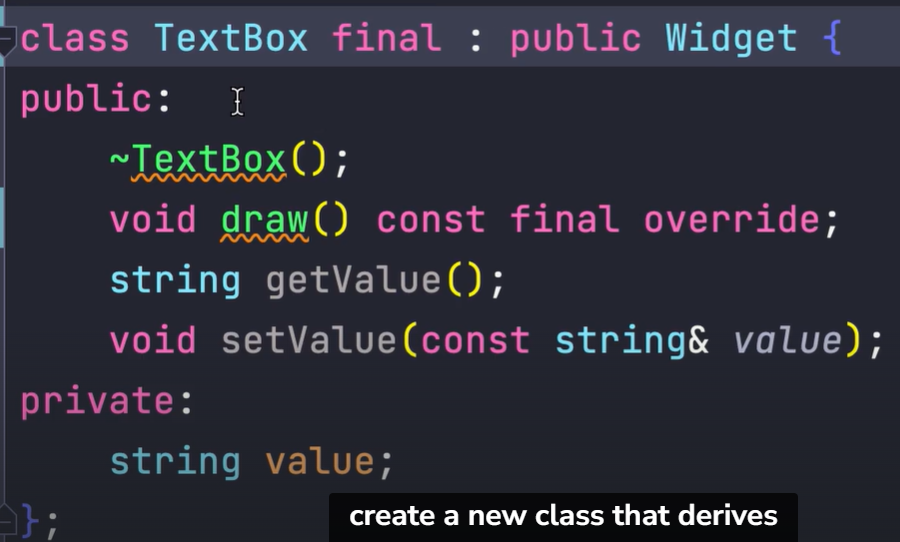 class TextBox final : public Widget {
public:
    ~TextBox();
    void draw() const final override;
    string getValue();
    void setValue(const string& value);
private:
    string value;
};
create a new class that derives